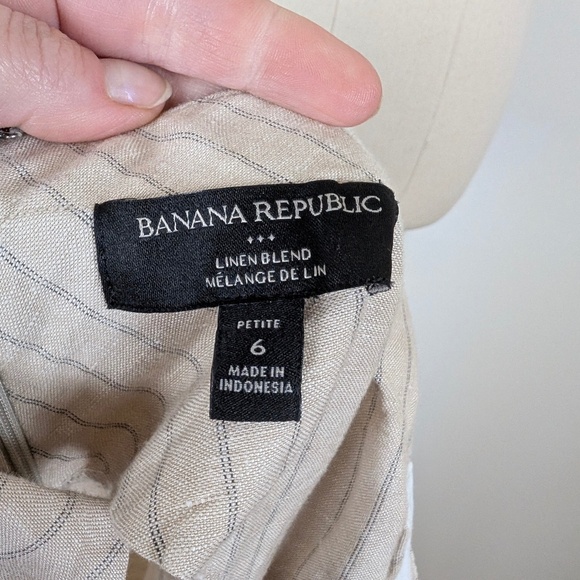 BANANA REPUBLIC
LINEN BLEND
MÉLANGE DE LIN
PETITE
6
MADE IN
INDONESIA